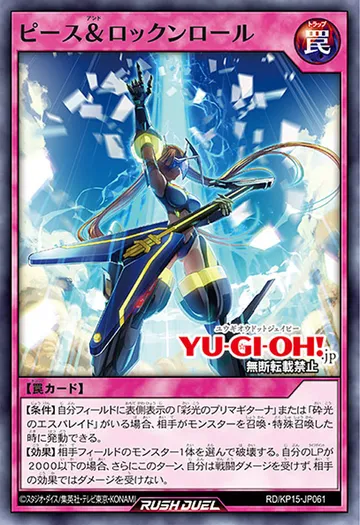 ピース&ロックンロール
アンド
トラップ
罠
ユウギオウドットジェイピー
YU-GI-OH!.jp
無断転載禁止
【罠カード】
【条件】自分フィールドに表側表示の「彩光のプリマギターナ」または「砕光
のエスパレイド」がいる場合、相手がモンスターを召喚・特殊召喚した
時に発動できる。
【効果】相手フィールドのモンスター1体を選んで破壊する。自分のLPが
2000以下の場合、さらにこのターン、自分は戦闘ダメージを受けず、相手
の効果ではダメージを受けない。
©スタジオ・ダイス/集英社・テレビ東京・KONAMI
RUSH DUEL
RD/KP15-JP061